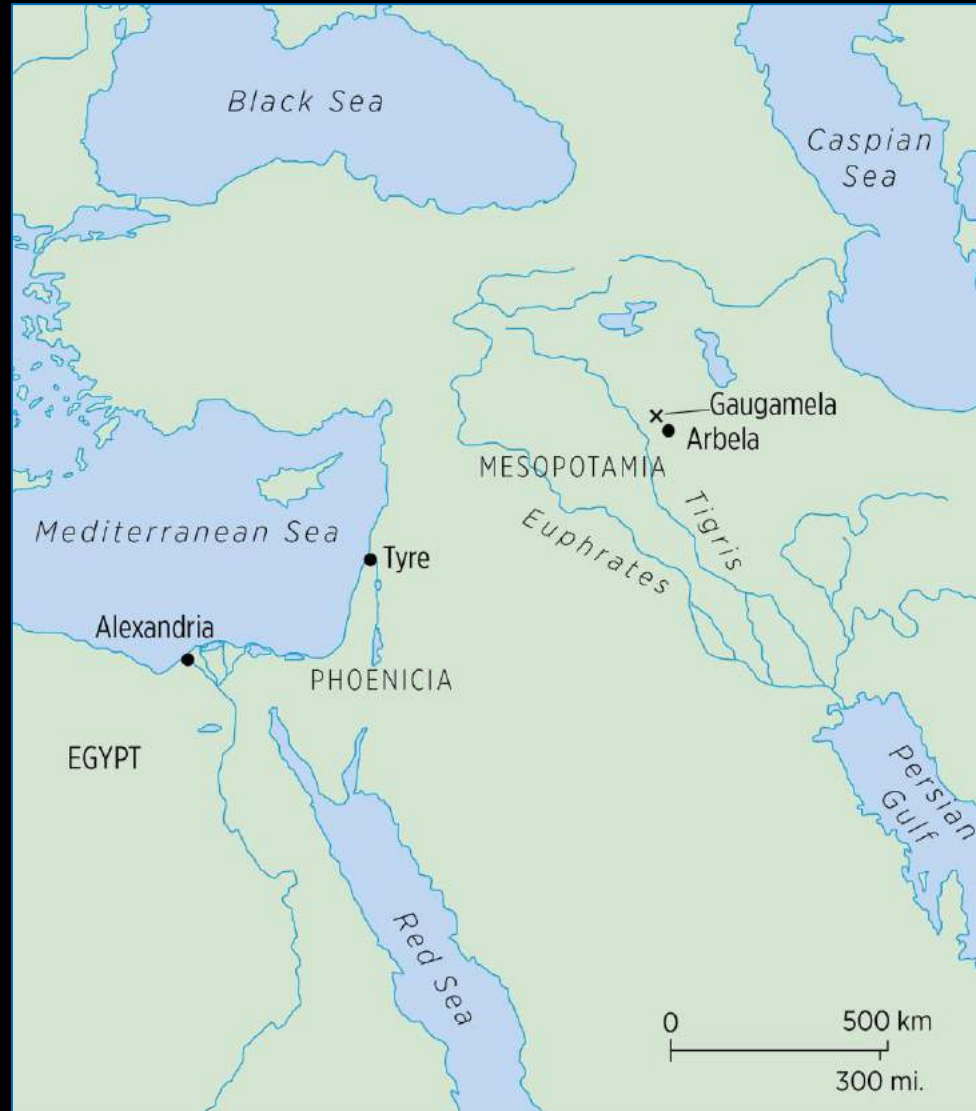 Black Sea
Caspian
Sea
Gaugamela
Arbela
MESOPOTAMIA
Tigris
Euphrates
Mediterranean Sea
Tyre
Alexandria
PHOENICIA
EGYPT
Persian
Gulf
Red Sea
0 500 km
300 mi.